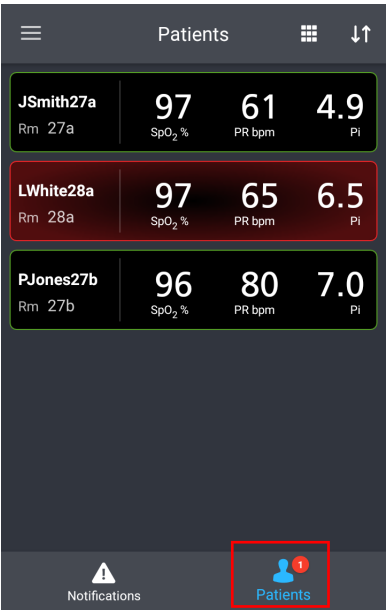 Patients
JSmith27a
Rm 27a
97 61 4.9
SpO₂ % PR bpm Pi
LWhite28a
Rm 28a
97 65 6.5
SpO₂ % PR bpm Pi
PJones27b
Rm 27b
96 80 7.0
SpO₂ % PR bpm Pi
1
Notifications Patients